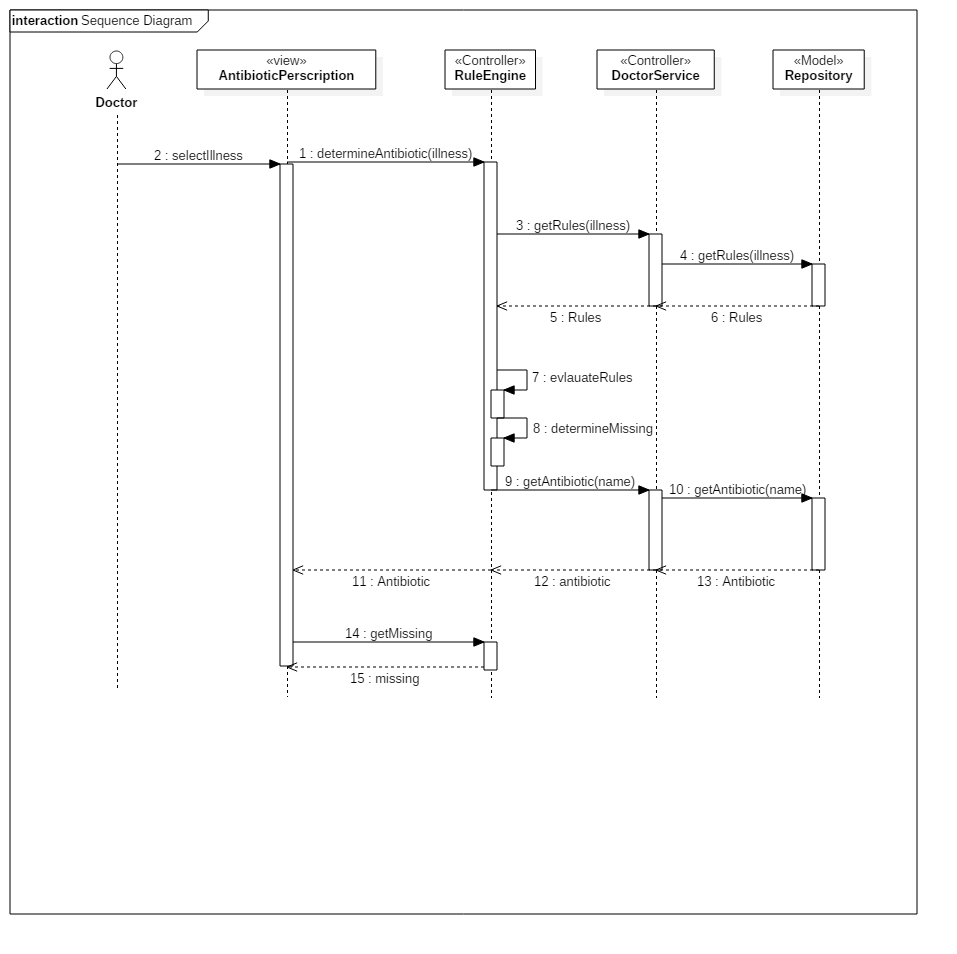 interaction Sequence Diagram
Doctor
«view»
AntibioticPerscription
«Controller»
RuleEngine
«Controller»
DoctorService
«Model»
Repository
2 : selectIllness
1 : determineAntibiotic(illness)
3 : getRules(illness)
4 : getRules(illness)
5 : Rules
6 : Rules
7 : evlauateRules
8 : determineMissing
9 : getAntibiotic(name)
10 : getAntibiotic(name)
11 : Antibiotic
12 : antibiotic
13 : Antibiotic
14 : getMissing
15 : missing